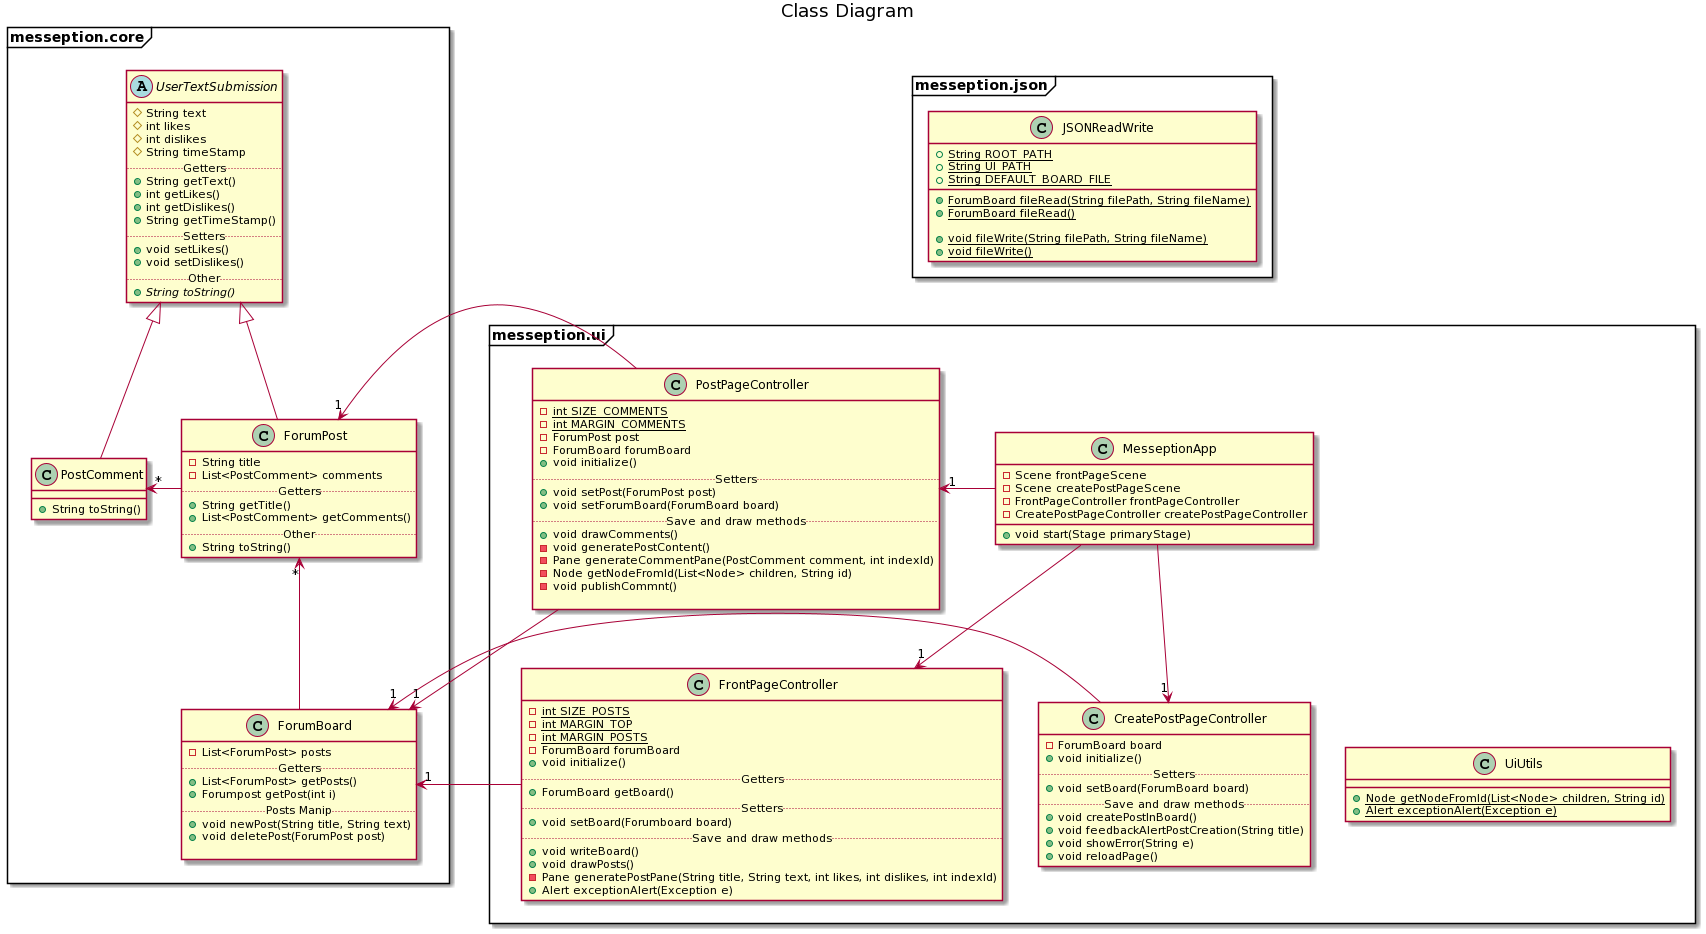 Class Diagram
messeption.core
A UserTextSubmission
String text
int likes
int dislikes
String timeStamp
Getters
String getText()
int getLikes()
int getDislikes()
String getTimeStamp()
Setters
void setLikes()
void setDislikes()
Other
String toString()
C PostComment
String toString()
*
1
C ForumPost
String title
List<PostComment> comments
Getters
String getTitle()
List<PostComment> getComments()
Other
String toString()
*
1
1
1
C ForumBoard
List<ForumPost> posts
Getters
List<ForumPost> getPosts()
Forumpost getPost(int i)
Posts Manip
void newPost(String title, String text)
void deletePost(ForumPost post)
messeption.json
C JSONReadWrite
String ROOT_PATH
String UI_PATH
String DEFAULT_BOARD_FILE
ForumBoard fileRead(String filePath, String fileName)
ForumBoard fileRead()
void fileWrite(String filePath, String fileName)
void fileWrite()
messeption.ui
C PostPageController
int SIZE_COMMENTS
int MARGIN_COMMENTS
ForumPost post
ForumBoard forumBoard
void initialize()
Setters
void setPost(ForumPost post)
void setForumBoard(ForumBoard board)
Save and draw methods
void drawComments()
void generatePostContent()
Pane generateCommentPane(PostComment comment, int indexId)
Node getNodeFromId(List<Node> children, String id)
void publishCommnt()
1
C MesseptionApp
Scene frontPageScene
Scene createPostPageScene
FrontPageController frontPageController
CreatePostPageController createPostPageController
void start(Stage primaryStage)
1
1
C FrontPageController
int SIZE_POSTS
int MARGIN_TOP
int MARGIN_POSTS
ForumBoard forumBoard
void initialize()
Getters
ForumBoard getBoard()
Setters
void setBoard(Forumboard board)
Save and draw methods
void writeBoard()
void drawPosts()
Pane generatePostPane(String title, String text, int likes, int dislikes, int indexId)
Alert exceptionAlert(Exception e)
C CreatePostPageController
ForumBoard board
void initialize()
Setters
void setBoard(ForumBoard board)
Save and draw methods
void createPostInBoard()
void feedbackAlertPostCreation(String title)
void showError(String e)
void reloadPage()
C UiUtils
Node getNodeFromId(List<Node> children, String id)
Alert exceptionAlert(Exception e)